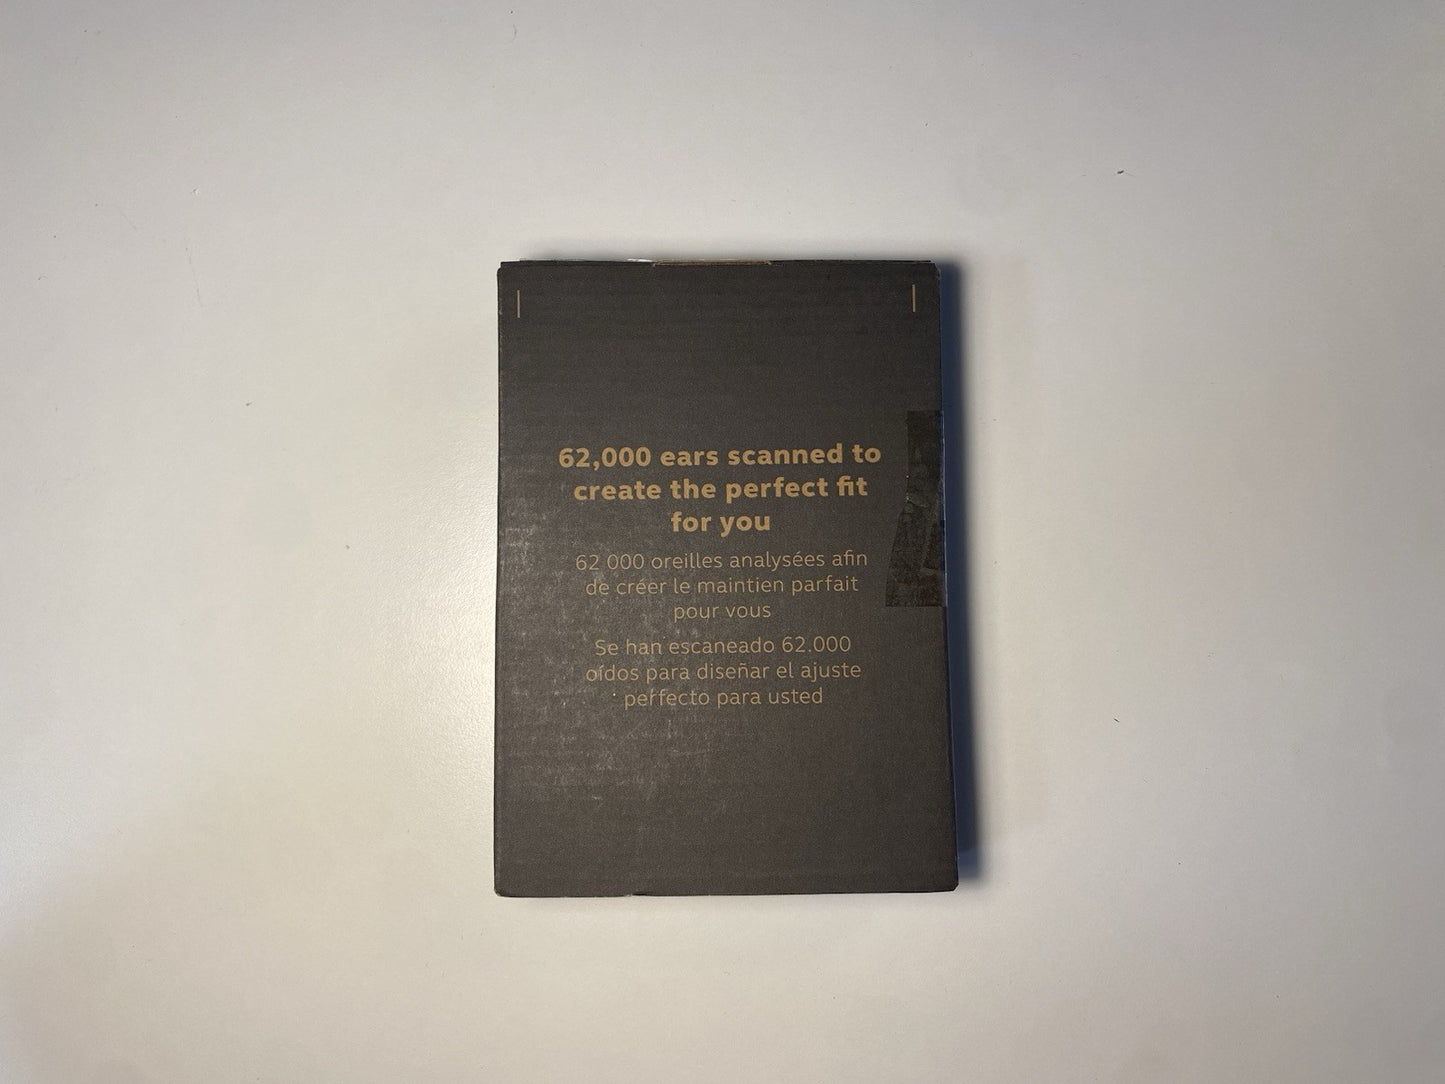 62,000 ears scanned to
create the perfect fit
for you
62 000 oreilles analysées afin
de créer le maintien parfait
pour vous
Se han escaneado 62.000
oídos para diseñar el ajuste
perfecto para usted